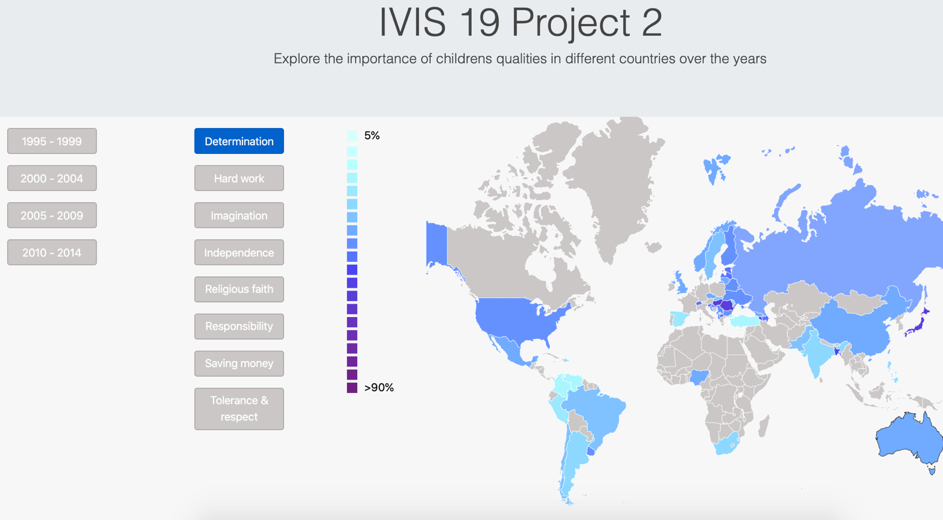 IVIS 19 Project 2
Explore the importance of childrens qualities in different countries over the years
1995 - 1999
2000 - 2004
2005 - 2009
2010 - 2014
Determination
Hard work
Imagination
Independence
Religious faith
Responsibility
Saving money
Tolerance &
respect
5%
>90%